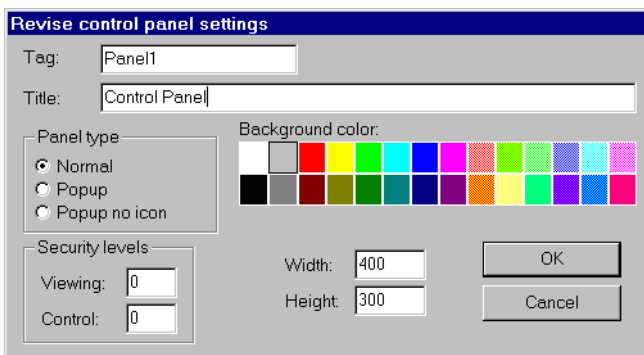 Revise control panel settings
Tag: Panel1
Title: Control Panel
Panel type
Normal
Popup
Popup no icon
Background color:
Security levels
Viewing: 0
Control: 0
Width: 400
Height: 300
OK
Cancel